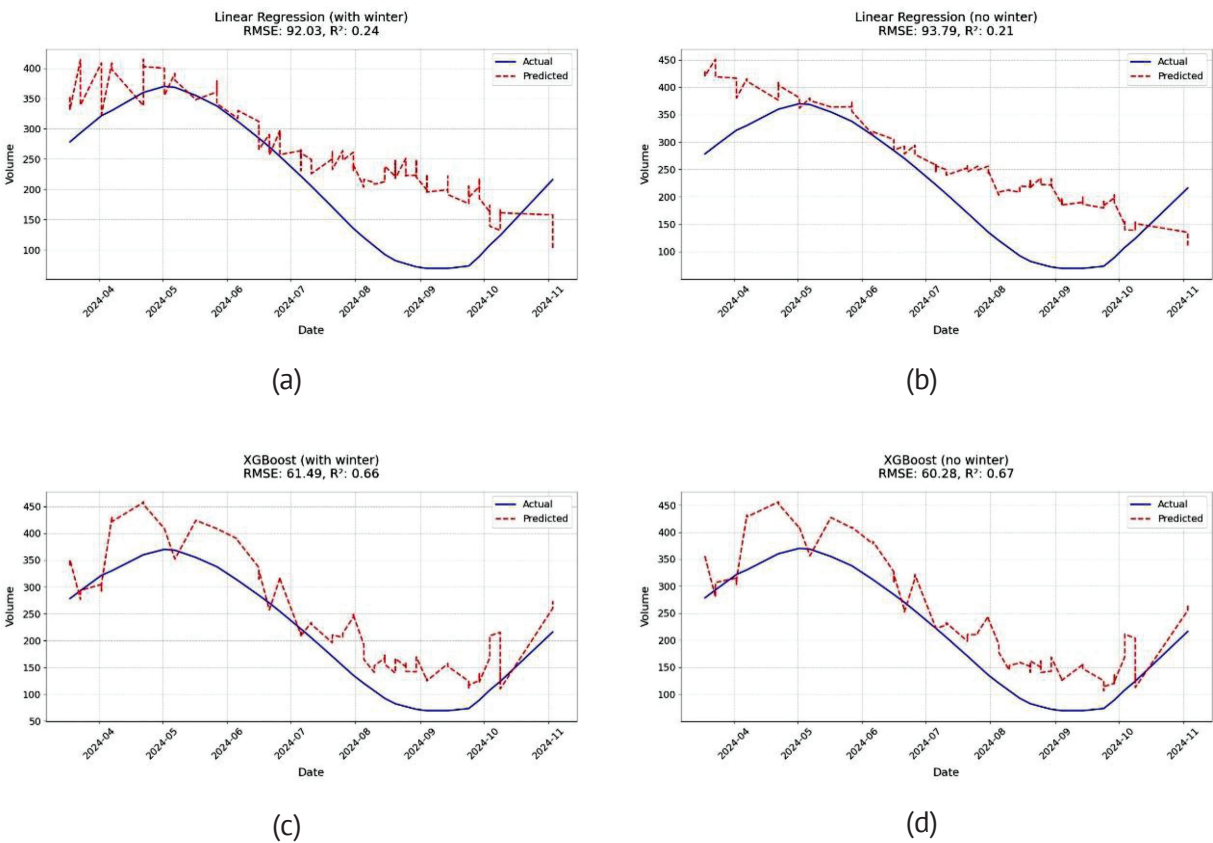 Linear Regression (with winter)
RMSE: 92.03, R²: 0.24
Volume
400
350
300
250
200
150
100
Actual
Predicted
2024-04
2024-05
2024-06
2024-07
2024-08
2024-09
2024-10
2024-11
Date
(a)
Linear Regression (no winter)
RMSE: 93.79, R²: 0.21
Volume
450
400
350
300
250
200
150
100
Actual
Predicted
2024-04
2024-05
2024-06
2024-07
2024-08
2024-09
2024-10
2024-11
Date
(b)
XGBoost (with winter)
RMSE: 61.49, R²: 0.66
Volume
450
400
350
300
250
200
150
100
50
Actual
Predicted
2024-04
2024-05
2024-06
2024-07
2024-08
2024-09
2024-10
2024-11
Date
(c)
XGBoost (no winter)
RMSE: 60.28, R²: 0.67
Volume
450
400
350
300
250
200
150
100
Actual
Predicted
2024-04
2024-05
2024-06
2024-07
2024-08
2024-09
2024-10
2024-11
Date
(d)